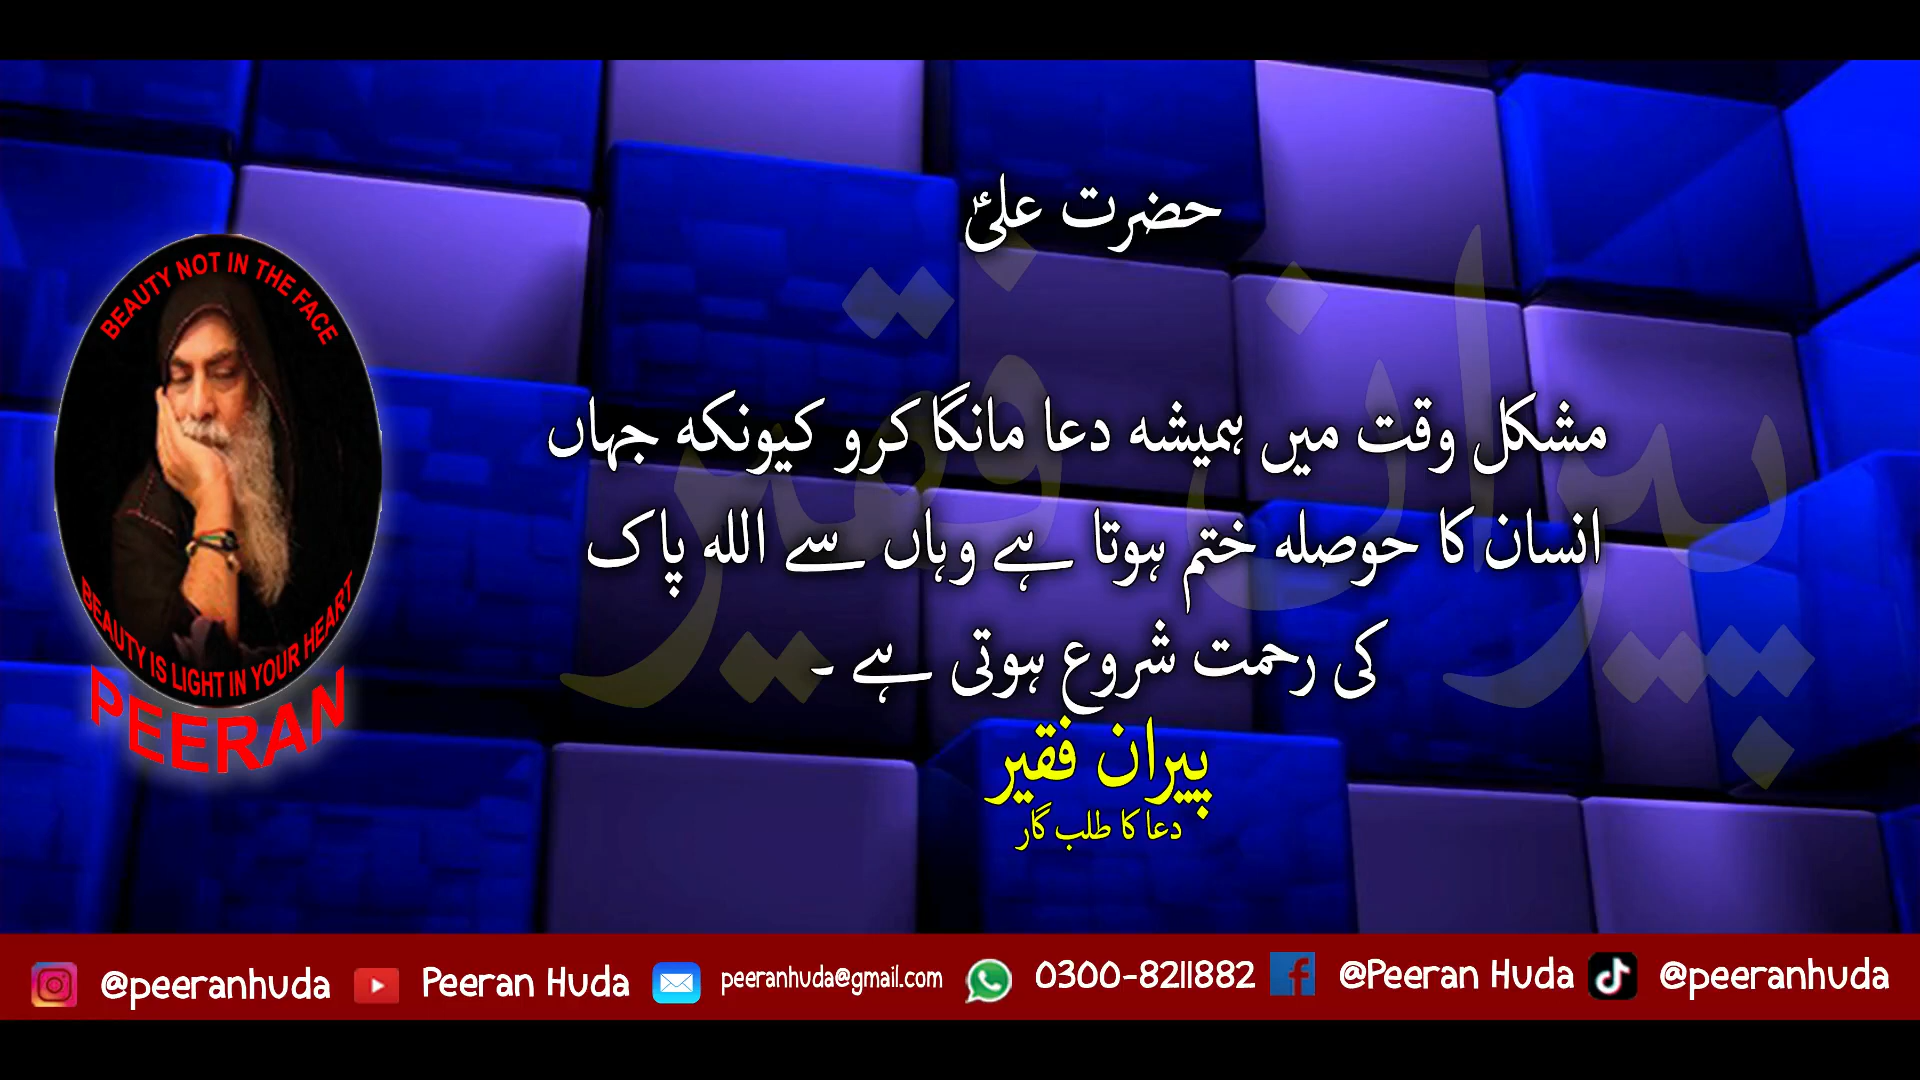 حضرت علیؑ
مشکل وقت میں ہمیشہ دعا مانگا کرو کیونکہ جہاں
انسان کا حوصلہ ختم ہوتا ہے وہاں سے اللہ پاک
کی رحمت شروع ہوتی ہے ۔
پیران فقیر
پیران فقیر
دعا کا طلب گار
BEAUTY NOT IN THE FACE
BEAUTY IS LIGHT IN YOUR HEART
PEERAN
@peeranhuda Peeran Huda peeranhuda@gmail.com 0300-8211882 @Peeran Huda @peeranhuda